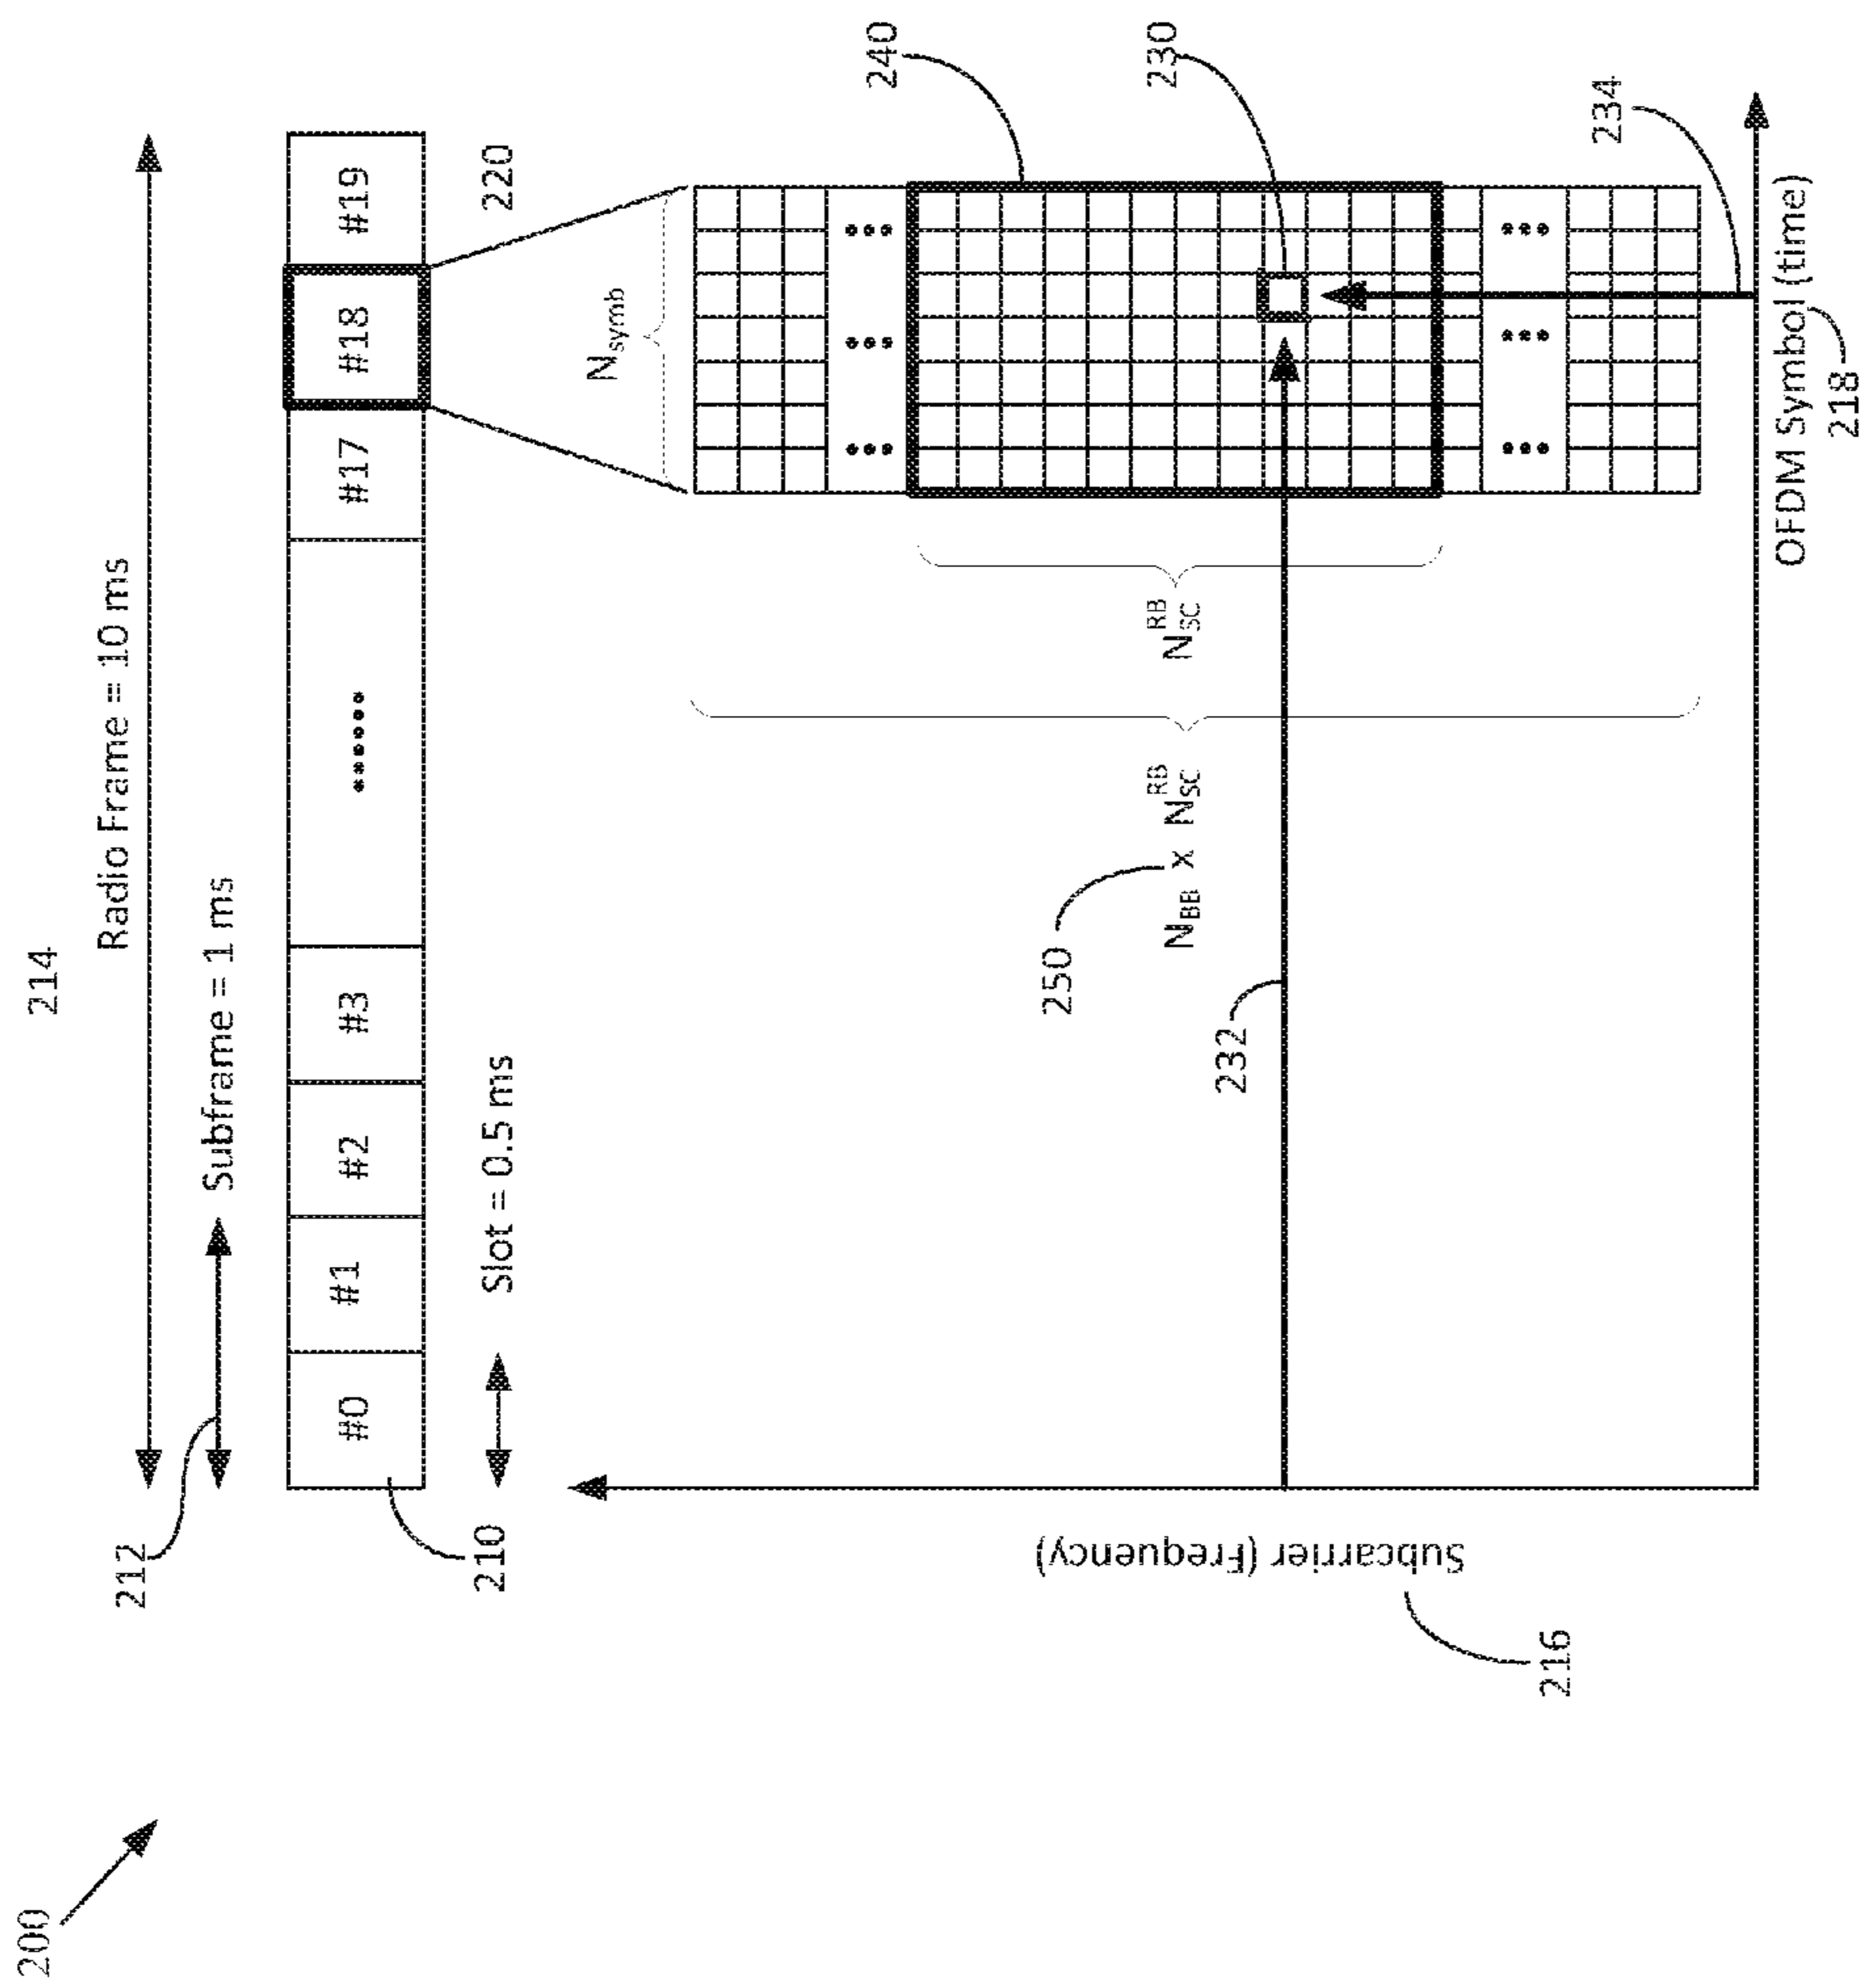 200
214
Radio Frame = 10 ms
212
Subframe = 1 ms
#0
#1
#2
#3
......
#17
#18
#19
210
Slot = 0.5 ms
220
N_symb
240
230
234
250
N_BB x N_SC^RB
N_SC^RB
232
Subcarrier (Frequency)
216
OFDM Symbol (time)
218